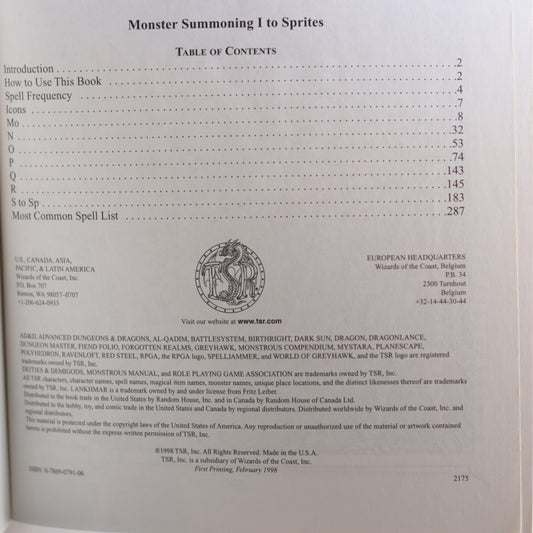 Monster Summoning I to Sprites
TABLE OF CONTENTS
Introduction . . . . . . . . . . . . . . . . . . . . . . . . . . . . . . . . . . . . . . . . .2
How to Use This Book . . . . . . . . . . . . . . . . . . . . . . . . . . . . . . . . . .2
Spell Frequency . . . . . . . . . . . . . . . . . . . . . . . . . . . . . . . . . . . . . .4
Icons . . . . . . . . . . . . . . . . . . . . . . . . . . . . . . . . . . . . . . . . . . . . .7
Mo . . . . . . . . . . . . . . . . . . . . . . . . . . . . . . . . . . . . . . . . . . . . . . .8
N . . . . . . . . . . . . . . . . . . . . . . . . . . . . . . . . . . . . . . . . . . . . . . .32
O . . . . . . . . . . . . . . . . . . . . . . . . . . . . . . . . . . . . . . . . . . . . . . .53
P . . . . . . . . . . . . . . . . . . . . . . . . . . . . . . . . . . . . . . . . . . . . . . .74
Q . . . . . . . . . . . . . . . . . . . . . . . . . . . . . . . . . . . . . . . . . . . . . .143
R . . . . . . . . . . . . . . . . . . . . . . . . . . . . . . . . . . . . . . . . . . . . . .145
S to Sp . . . . . . . . . . . . . . . . . . . . . . . . . . . . . . . . . . . . . . . . . .183
Most Common Spell List . . . . . . . . . . . . . . . . . . . . . . . . . . . . . .287
U.S., CANADA, ASIA,
PACIFIC, & LATIN AMERICA
Wizards of the Coast, Inc.
P.O. Box 707
Renton, WA 98057-0707
+1-206-624-0933
TSR
EUROPEAN HEADQUARTERS
Wizards of the Coast, Belgium
P.B. 34
2300 Turnhout
Belgium
+32-14-44-30-44
Visit our website at www.tsr.com
AD&D, ADVANCED DUNGEONS & DRAGONS, AL-QADIM, BATTLESYSTEM, BIRTHRIGHT, DARK SUN, DRAGON, DRAGONLANCE,
DUNGEON MASTER, FIEND FOLIO, FORGOTTEN REALMS, GREYHAWK, MONSTROUS COMPENDIUM, MYSTARA, PLANESCAPE,
POLYHEDRON, RAVENLOFT, RED STEEL, RPGA, the RPGA logo, SPELLJAMMER, and WORLD OF GREYHAWK, and the TSR logo are registered
trademarks owned by TSR, Inc.
DEITIES & DEMIGODS, MONSTROUS MANUAL, and ROLE PLAYING GAME ASSOCIATION are trademarks owned by TSR, Inc.
All TSR characters, character names, spell names, magical item names, monster names, unique place locations, and the distinct likenesses thereof are trademarks
owned by TSR, Inc. LANKHMAR is a trademark owned by and under license from Fritz Leiber.
Distributed to the book trade in the United States by Random House, Inc. and in Canada by Random House of Canada Ltd.
Distributed to the hobby, toy, and comic trade in the United States and Canada by regional distributors. Distributed worldwide by Wizards of the Coast, Inc. and
regional distributors.
This material is protected under the copyright laws of the United States of America. Any reproduction or unauthorized use of the material or artwork contained
herein is prohibited without the express written permission of TSR, Inc.
©1998 TSR, Inc. All Rights Reserved. Made in the U.S.A.
TSR, Inc. is a subsidiary of Wizards of the Coast, Inc.
First Printing, February 1998
ISBN: 0-7869-0791-06
2175